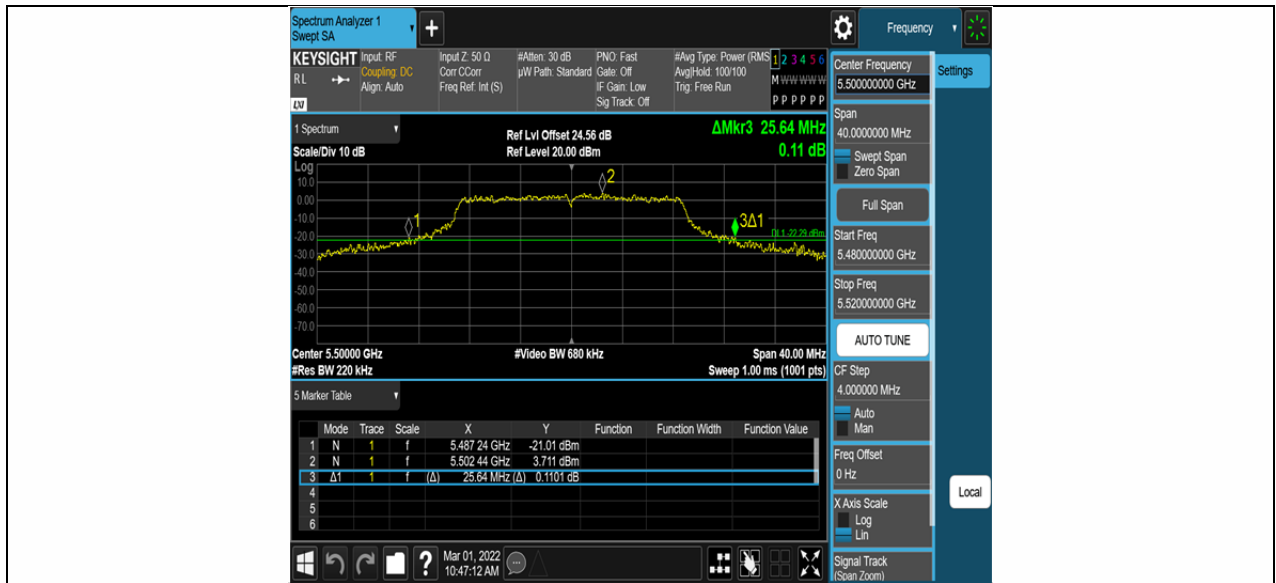 Spectrum Analyzer 1
Swept SA
+
Frequency
KEYSIGHT
Input: RF
Coupling: DC
Align: Auto
RL
LXI
Input Z: 50 Ω
Corr CCorr
Freq Ref: Int (S)
#Atten: 30 dB
µW Path: Standard
PNO: Fast
Gate: Off
IF Gain: Low
Sig Track: Off
#Avg Type: Power (RMS
Avg|Hold: 100/100
Trig: Free Run
1 2 3 4 5 6
M W W W W W
P P P P P P
1 Spectrum
Scale/Div 10 dB
Log
Ref Lvl Offset 24.56 dB
Ref Level 20.00 dBm
ΔMkr3 25.64 MHz
0.11 dB
10.0
0.00
-10.0
-20.0
-30.0
-40.0
-50.0
-60.0
-70.0
1
2
3Δ1
DL1 -22.29 dBm
Center 5.50000 GHz
#Video BW 680 kHz
Span 40.00 MHz
#Res BW 220 kHz
Sweep 1.00 ms (1001 pts)
5 Marker Table
Mode Trace Scale X Y Function Function Width Function Value
1 N 1 f 5.487 24 GHz -21.01 dBm
2 N 1 f 5.502 44 GHz 3.711 dBm
3 Δ1 1 f (Δ) 25.64 MHz (Δ) 0.1101 dB
4
5
6
?
Mar 01, 2022
10:47:12 AM
Center Frequency
5.500000000 GHz
Span
40.0000000 MHz
Swept Span
Zero Span
Full Span
Start Freq
5.480000000 GHz
Stop Freq
5.520000000 GHz
AUTO TUNE
CF Step
4.000000 MHz
Auto
Man
Freq Offset
0 Hz
X Axis Scale
Log
Lin
Signal Track
(Span Zoom)
Settings
Local